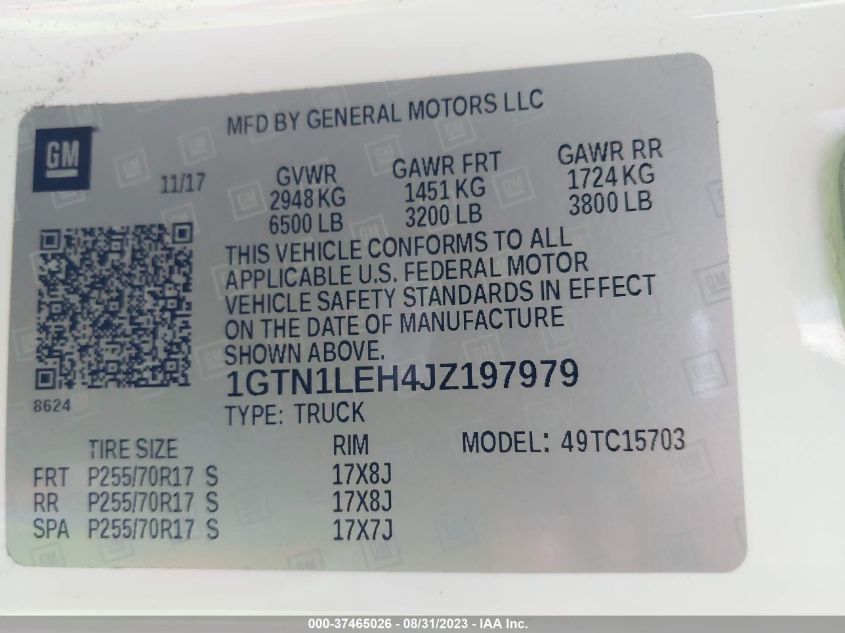 MFD BY GENERAL MOTORS LLC
GM
11/17
GVWR GAWR FRT GAWR RR
2948 KG 1451 KG 1724 KG
6500 LB 3200 LB 3800 LB
THIS VEHICLE CONFORMS TO ALL
APPLICABLE U.S. FEDERAL MOTOR
VEHICLE SAFETY STANDARDS IN EFFECT
ON THE DATE OF MANUFACTURE
SHOWN ABOVE.
8624
1GTN1LEH4JZ197979
TYPE: TRUCK
TIRE SIZE RIM MODEL: 49TC15703
FRT P255/70R17 S 17X8J
RR P255/70R17 S 17X8J
SPA P255/70R17 S 17X7J
000-37465026 - 08/31/2023 - IAA Inc.